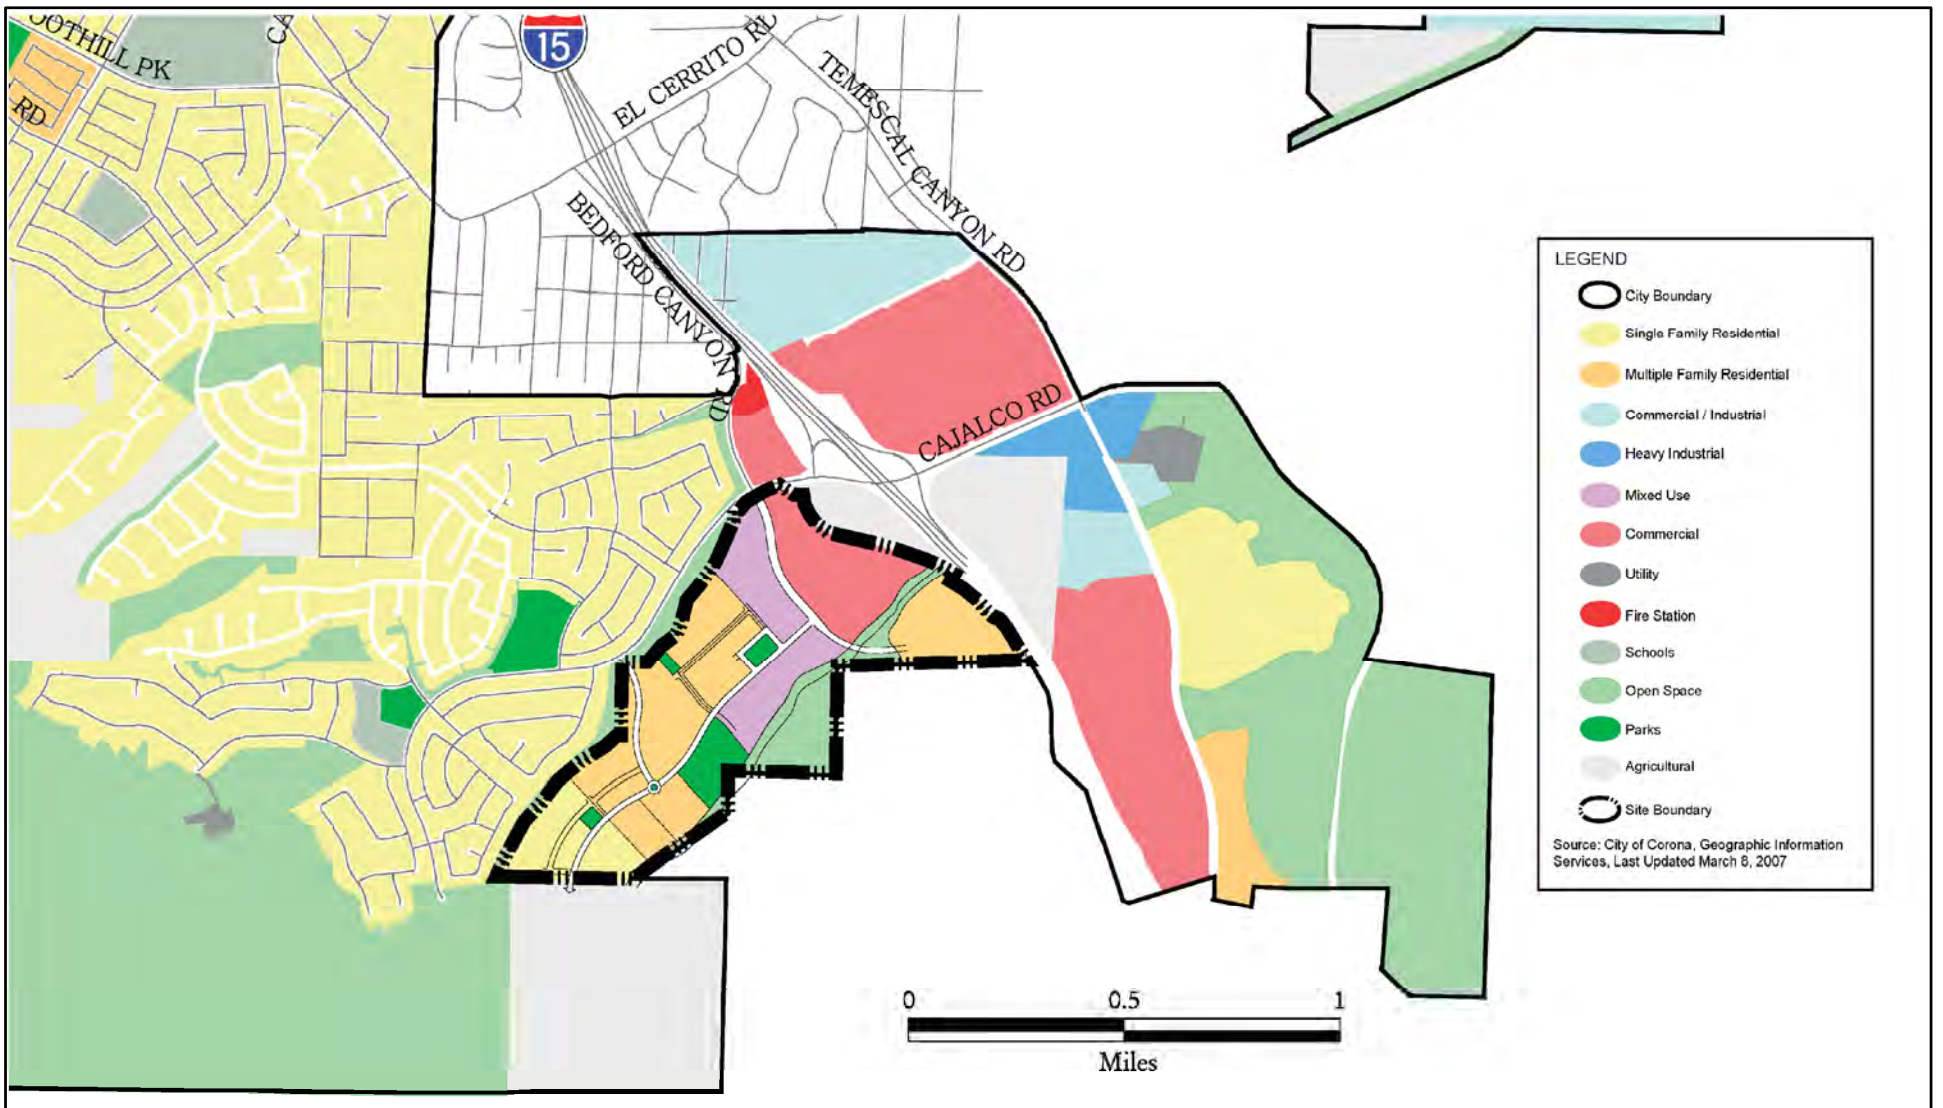 OOTHILL PK
RD
CA
15
EL CERRITO RD
TEMESCAL CANYON RD
BEDFORD CANYON RD
CAJALCO RD
LEGEND
City Boundary
Single Family Residential
Multiple Family Residential
Commercial / Industrial
Heavy Industrial
Mixed Use
Commercial
Utility
Fire Station
Schools
Open Space
Parks
Agricultural
Site Boundary
Source: City of Corona, Geographic Information
Services, Last Updated March 8, 2007
0 0.5 1
Miles